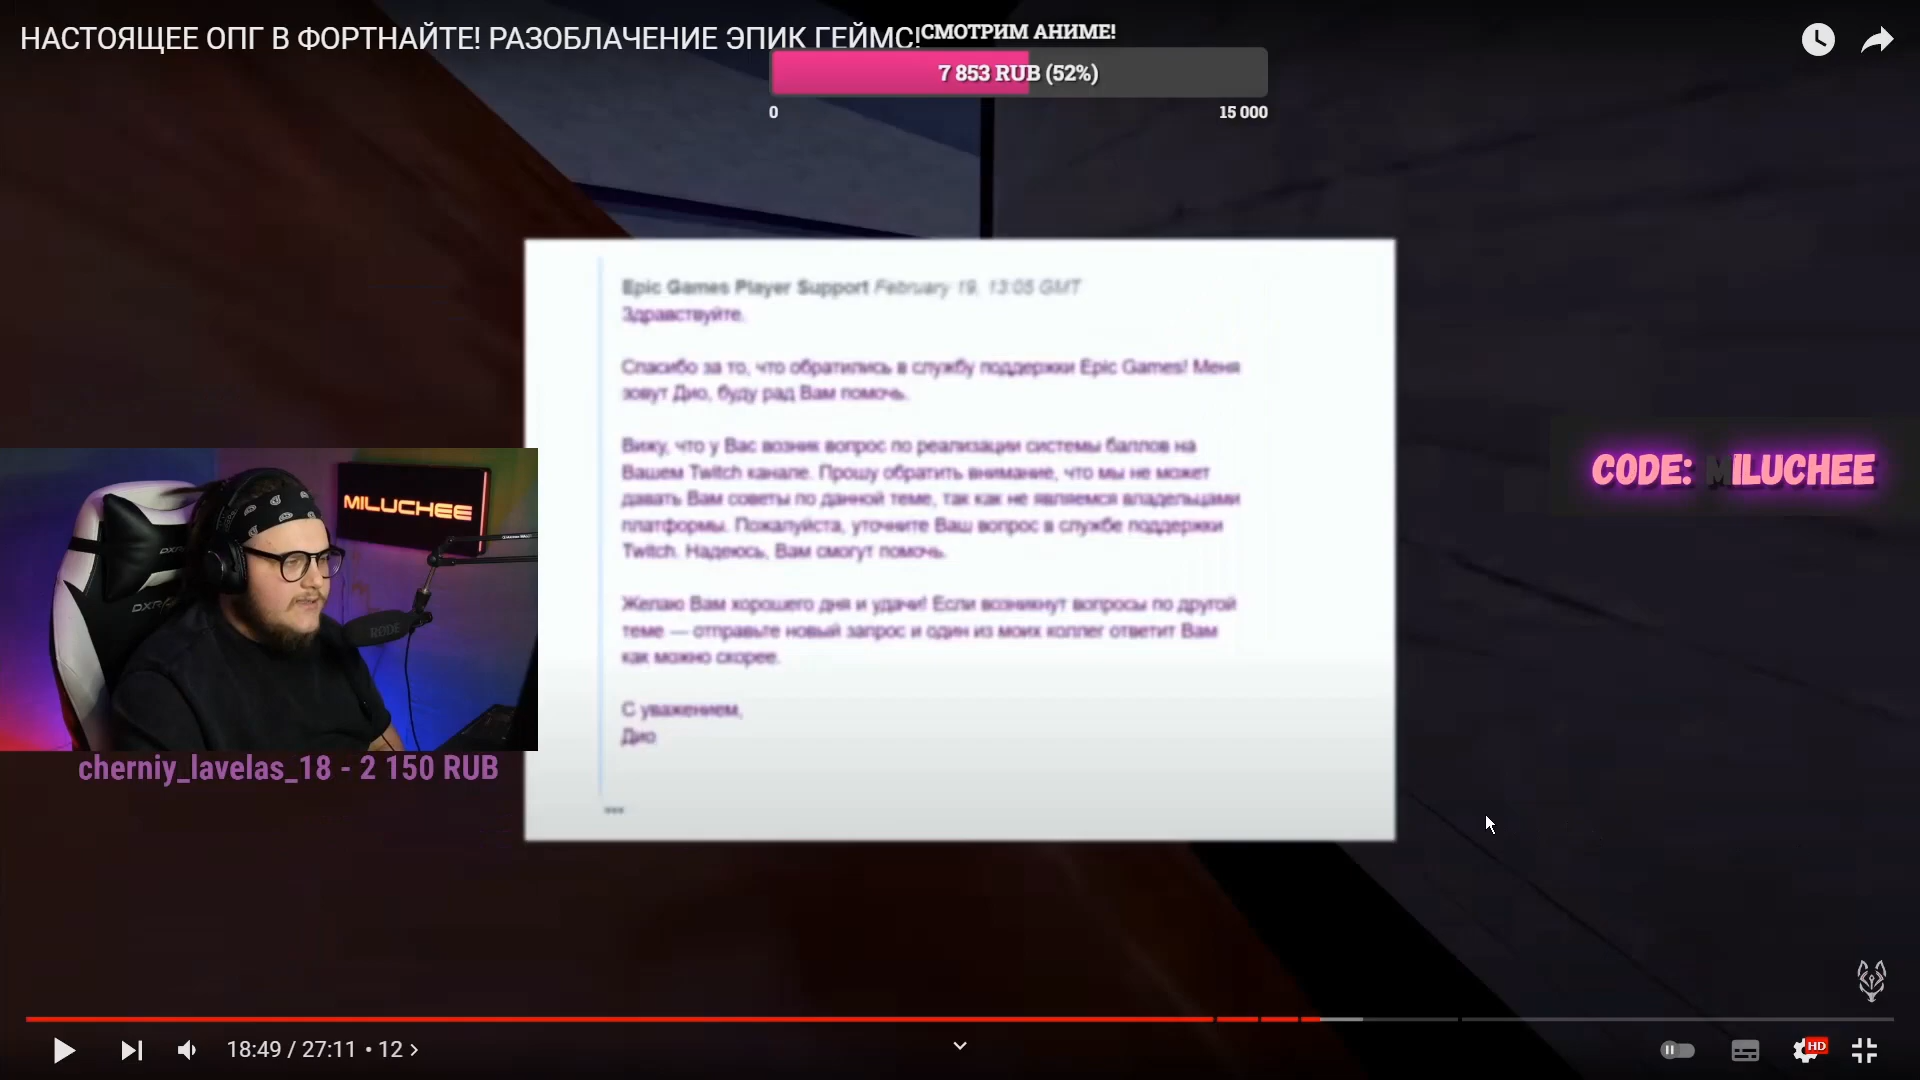 НАСТОЯЩЕЕ ОПГ В ФОРТНАЙТЕ! РАЗОБЛАЧЕНИЕ ЭПИК ГЕЙМС!
СМОТРИМ АНИМЕ!
7 853 RUB (52%)
0
15 000
Epic Games Player Support February 19, 13:05 GMT
Здравствуйте.
Спасибо за то, что обратились в службу поддержки Epic Games! Меня
зовут Дио, буду рад Вам помочь.
Вижу, что у Вас возник вопрос по реализации системы баллов на
Вашем Twitch канале. Прошу обратить внимание, что мы не может
давать Вам советы по данной теме, так как не являемся владельцами
платформы. Пожалуйста, уточните Ваш вопрос в службе поддержки
Twitch. Надеюсь, Вам смогут помочь.
Желаю Вам хорошего дня и удачи! Если возникнут вопросы по другой
теме — отправьте новый запрос и один из моих коллег ответит Вам
как можно скорее.
С уважением,
Дио
CODE: MILUCHEE
MILUCHEE
RØDE
cherniy_lavelas_18 - 2 150 RUB
18:49 / 27:11 • 12
HD